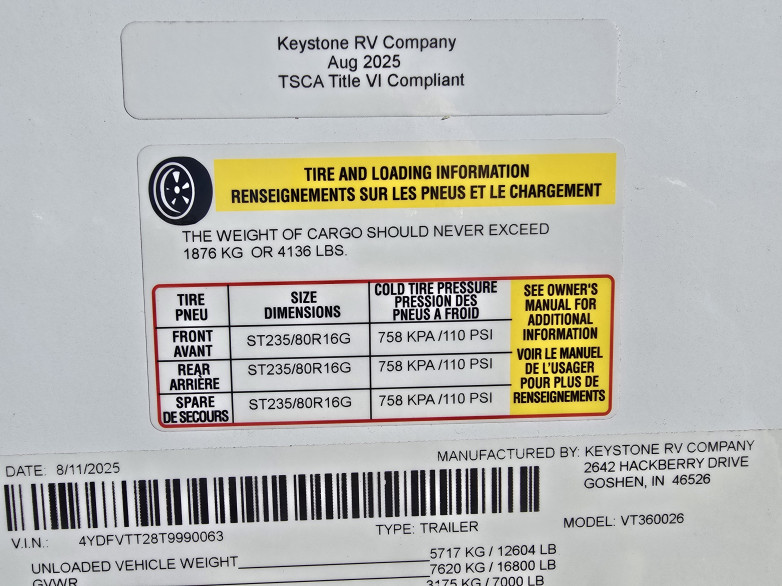 Keystone RV Company
Aug 2025
TSCA Title VI Compliant
TIRE AND LOADING INFORMATION
RENSEIGNEMENTS SUR LES PNEUS ET LE CHARGEMENT
THE WEIGHT OF CARGO SHOULD NEVER EXCEED
1876 KG OR 4136 LBS.
TIRE
PNEU
SIZE
DIMENSIONS
COLD TIRE PRESSURE
PRESSION DES
PNEUS A FROID
FRONT
AVANT
ST235/80R16G
758 KPA /110 PSI
REAR
ARRIÈRE
ST235/80R16G
758 KPA /110 PSI
SPARE
DE SECOURS
ST235/80R16G
758 KPA /110 PSI
SEE OWNER'S
MANUAL FOR
ADDITIONAL
INFORMATION
VOIR LE MANUEL
DE L'USAGER
POUR PLUS DE
RENSEIGNEMENTS
DATE: 8/11/2025
MANUFACTURED BY: KEYSTONE RV COMPANY
2642 HACKBERRY DRIVE
GOSHEN, IN 46526
V.I.N.: 4YDFVTT28T9990063
TYPE: TRAILER
MODEL: VT360026
UNLOADED VEHICLE WEIGHT 5717 KG / 12604 LB
GVWR 7620 KG / 16800 LB
3175 KG / 7000 LB